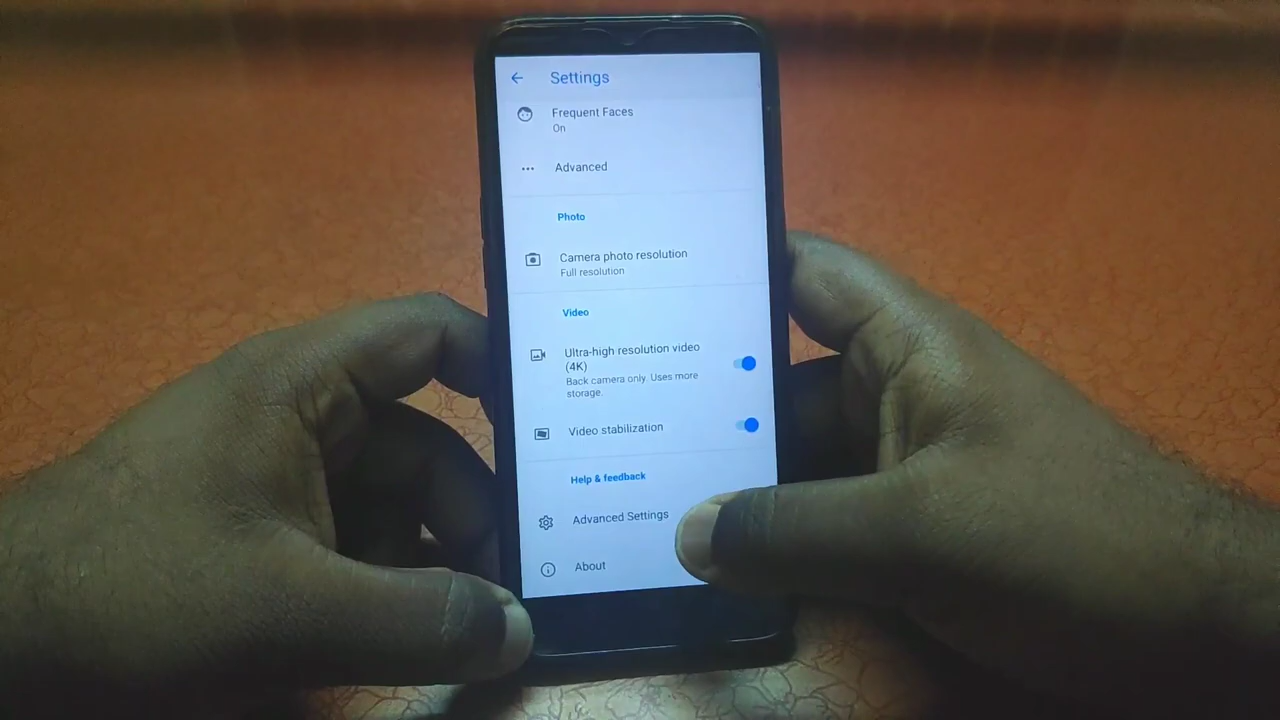 Settings
Frequent Faces
On
Advanced
Photo
Camera photo resolution
Full resolution
Video
Ultra-high resolution video
(4K)
Back camera only. Uses more
storage.
Video stabilization
Help & feedback
Advanced Settings
About